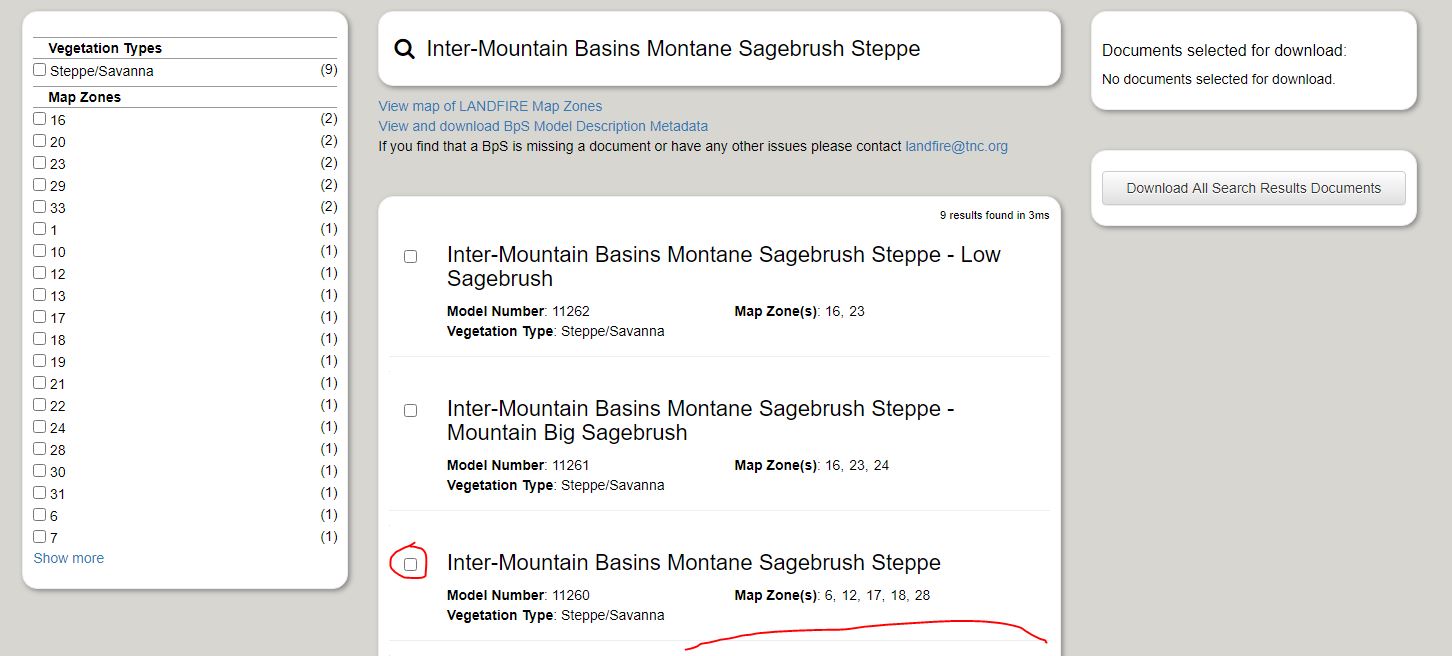 Vegetation Types
Steppe/Savanna (9)
Map Zones
16 (2)
20 (2)
23 (2)
29 (2)
33 (2)
1 (1)
10 (1)
12 (1)
13 (1)
17 (1)
18 (1)
19 (1)
21 (1)
22 (1)
24 (1)
28 (1)
30 (1)
31 (1)
6 (1)
7 (1)
Show more
Inter-Mountain Basins Montane Sagebrush Steppe
View map of LANDFIRE Map Zones
View and download BpS Model Description Metadata
If you find that a BpS is missing a document or have any other issues please contact landfire@tnc.org
9 results found in 3ms
Inter-Mountain Basins Montane Sagebrush Steppe - Low
Sagebrush
Model Number: 11262 Map Zone(s): 16, 23
Vegetation Type: Steppe/Savanna
Inter-Mountain Basins Montane Sagebrush Steppe -
Mountain Big Sagebrush
Model Number: 11261 Map Zone(s): 16, 23, 24
Vegetation Type: Steppe/Savanna
Inter-Mountain Basins Montane Sagebrush Steppe
Model Number: 11260 Map Zone(s): 6, 12, 17, 18, 28
Vegetation Type: Steppe/Savanna
Documents selected for download:
No documents selected for download.
Download All Search Results Documents